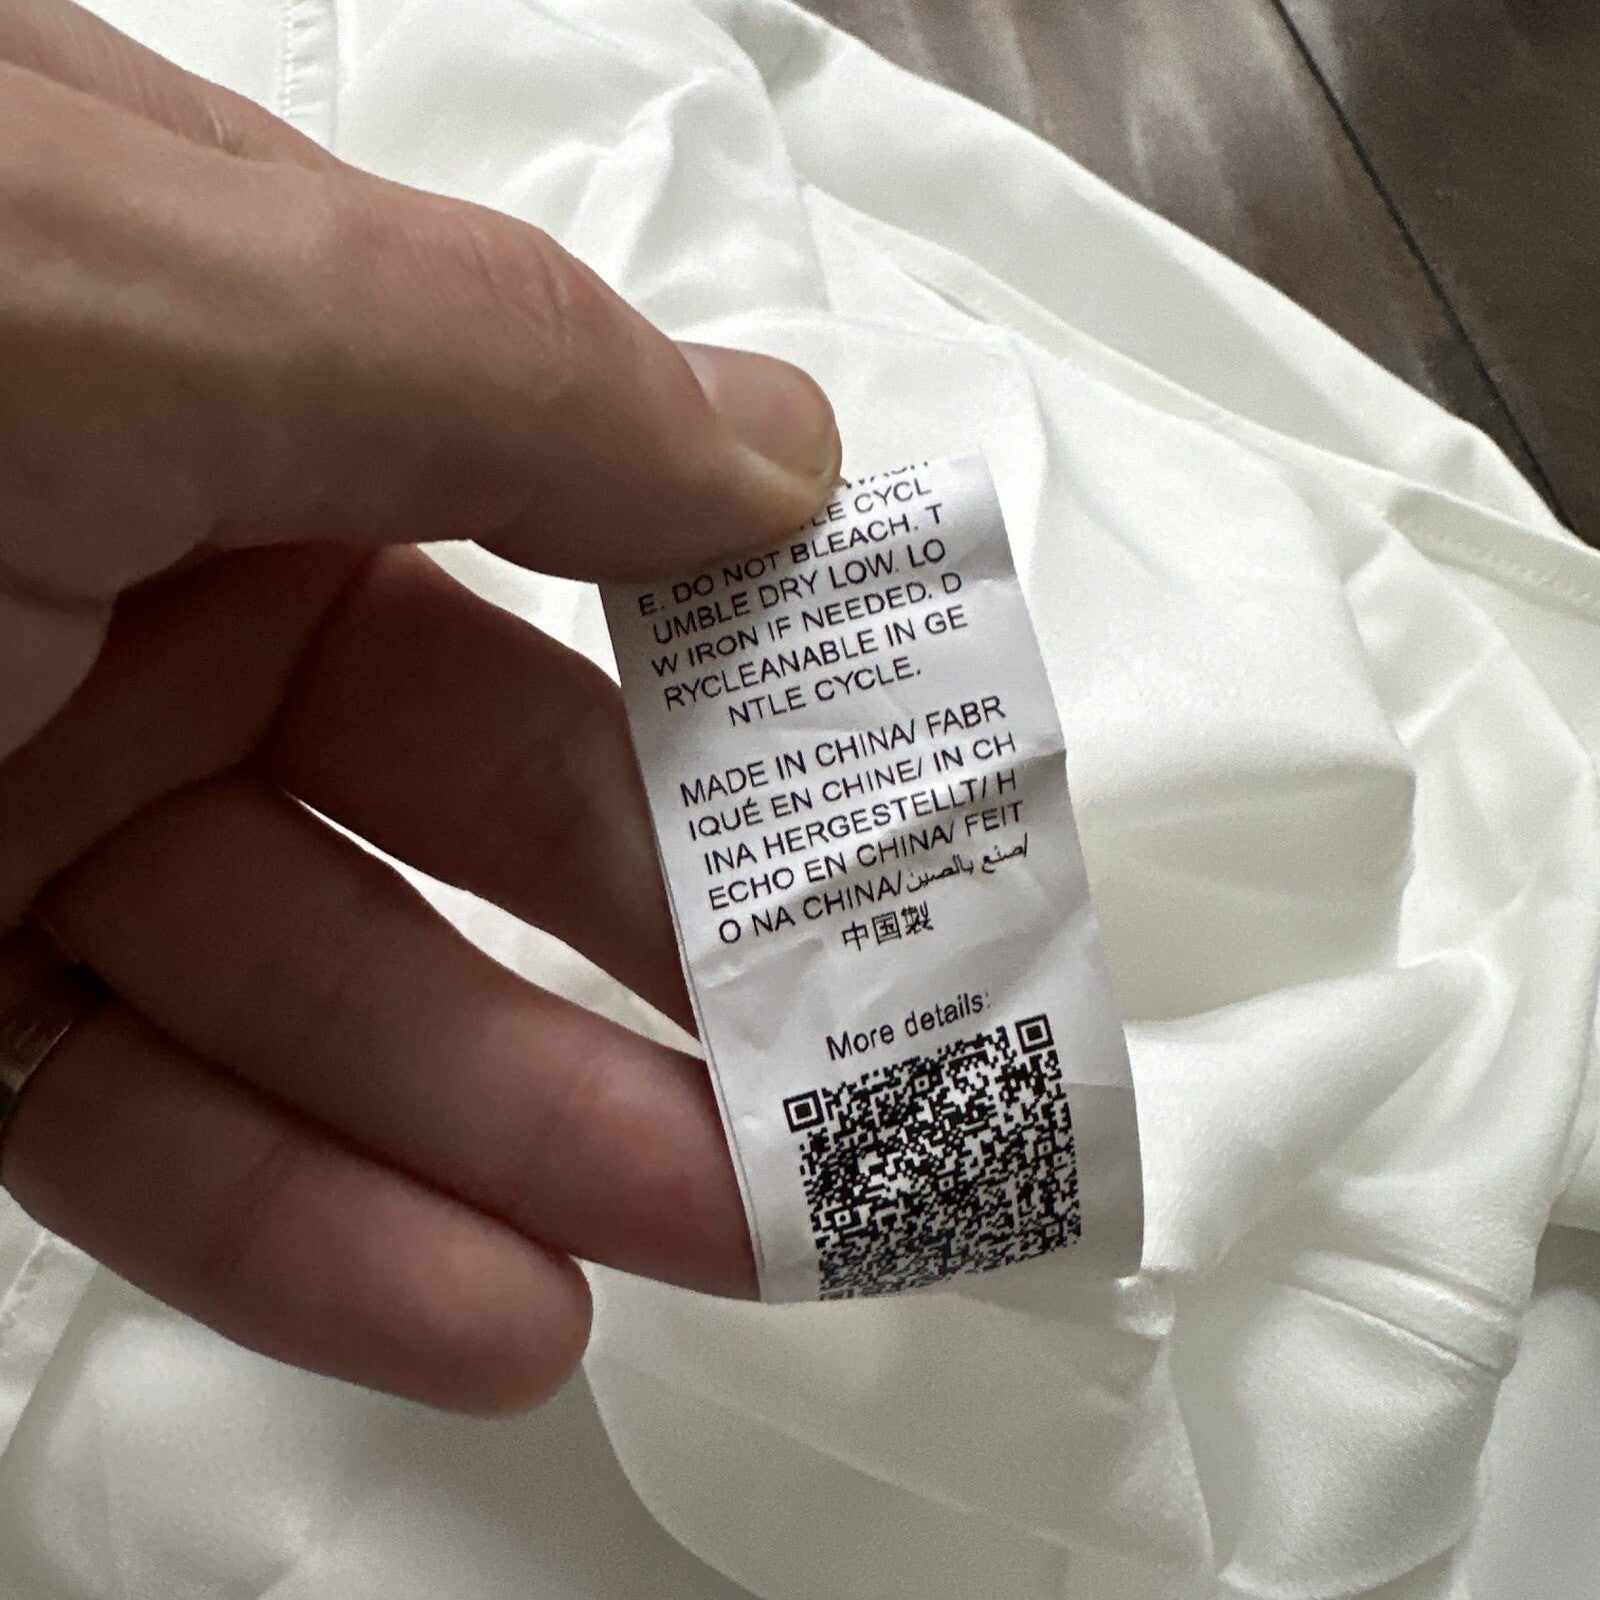 LE CYCL
E. DO NOT BLEACH. T
UMBLE DRY LOW. LO
W IRON IF NEEDED. D
RYCLEANABLE IN GE
NTLE CYCLE.
MADE IN CHINA/ FABR
IQUÉ EN CHINE/ IN CH
INA HERGESTELLT/ H
ECHO EN CHINA/ FEIT
O NA CHINA/صنع بالصين/
中国製
More details: